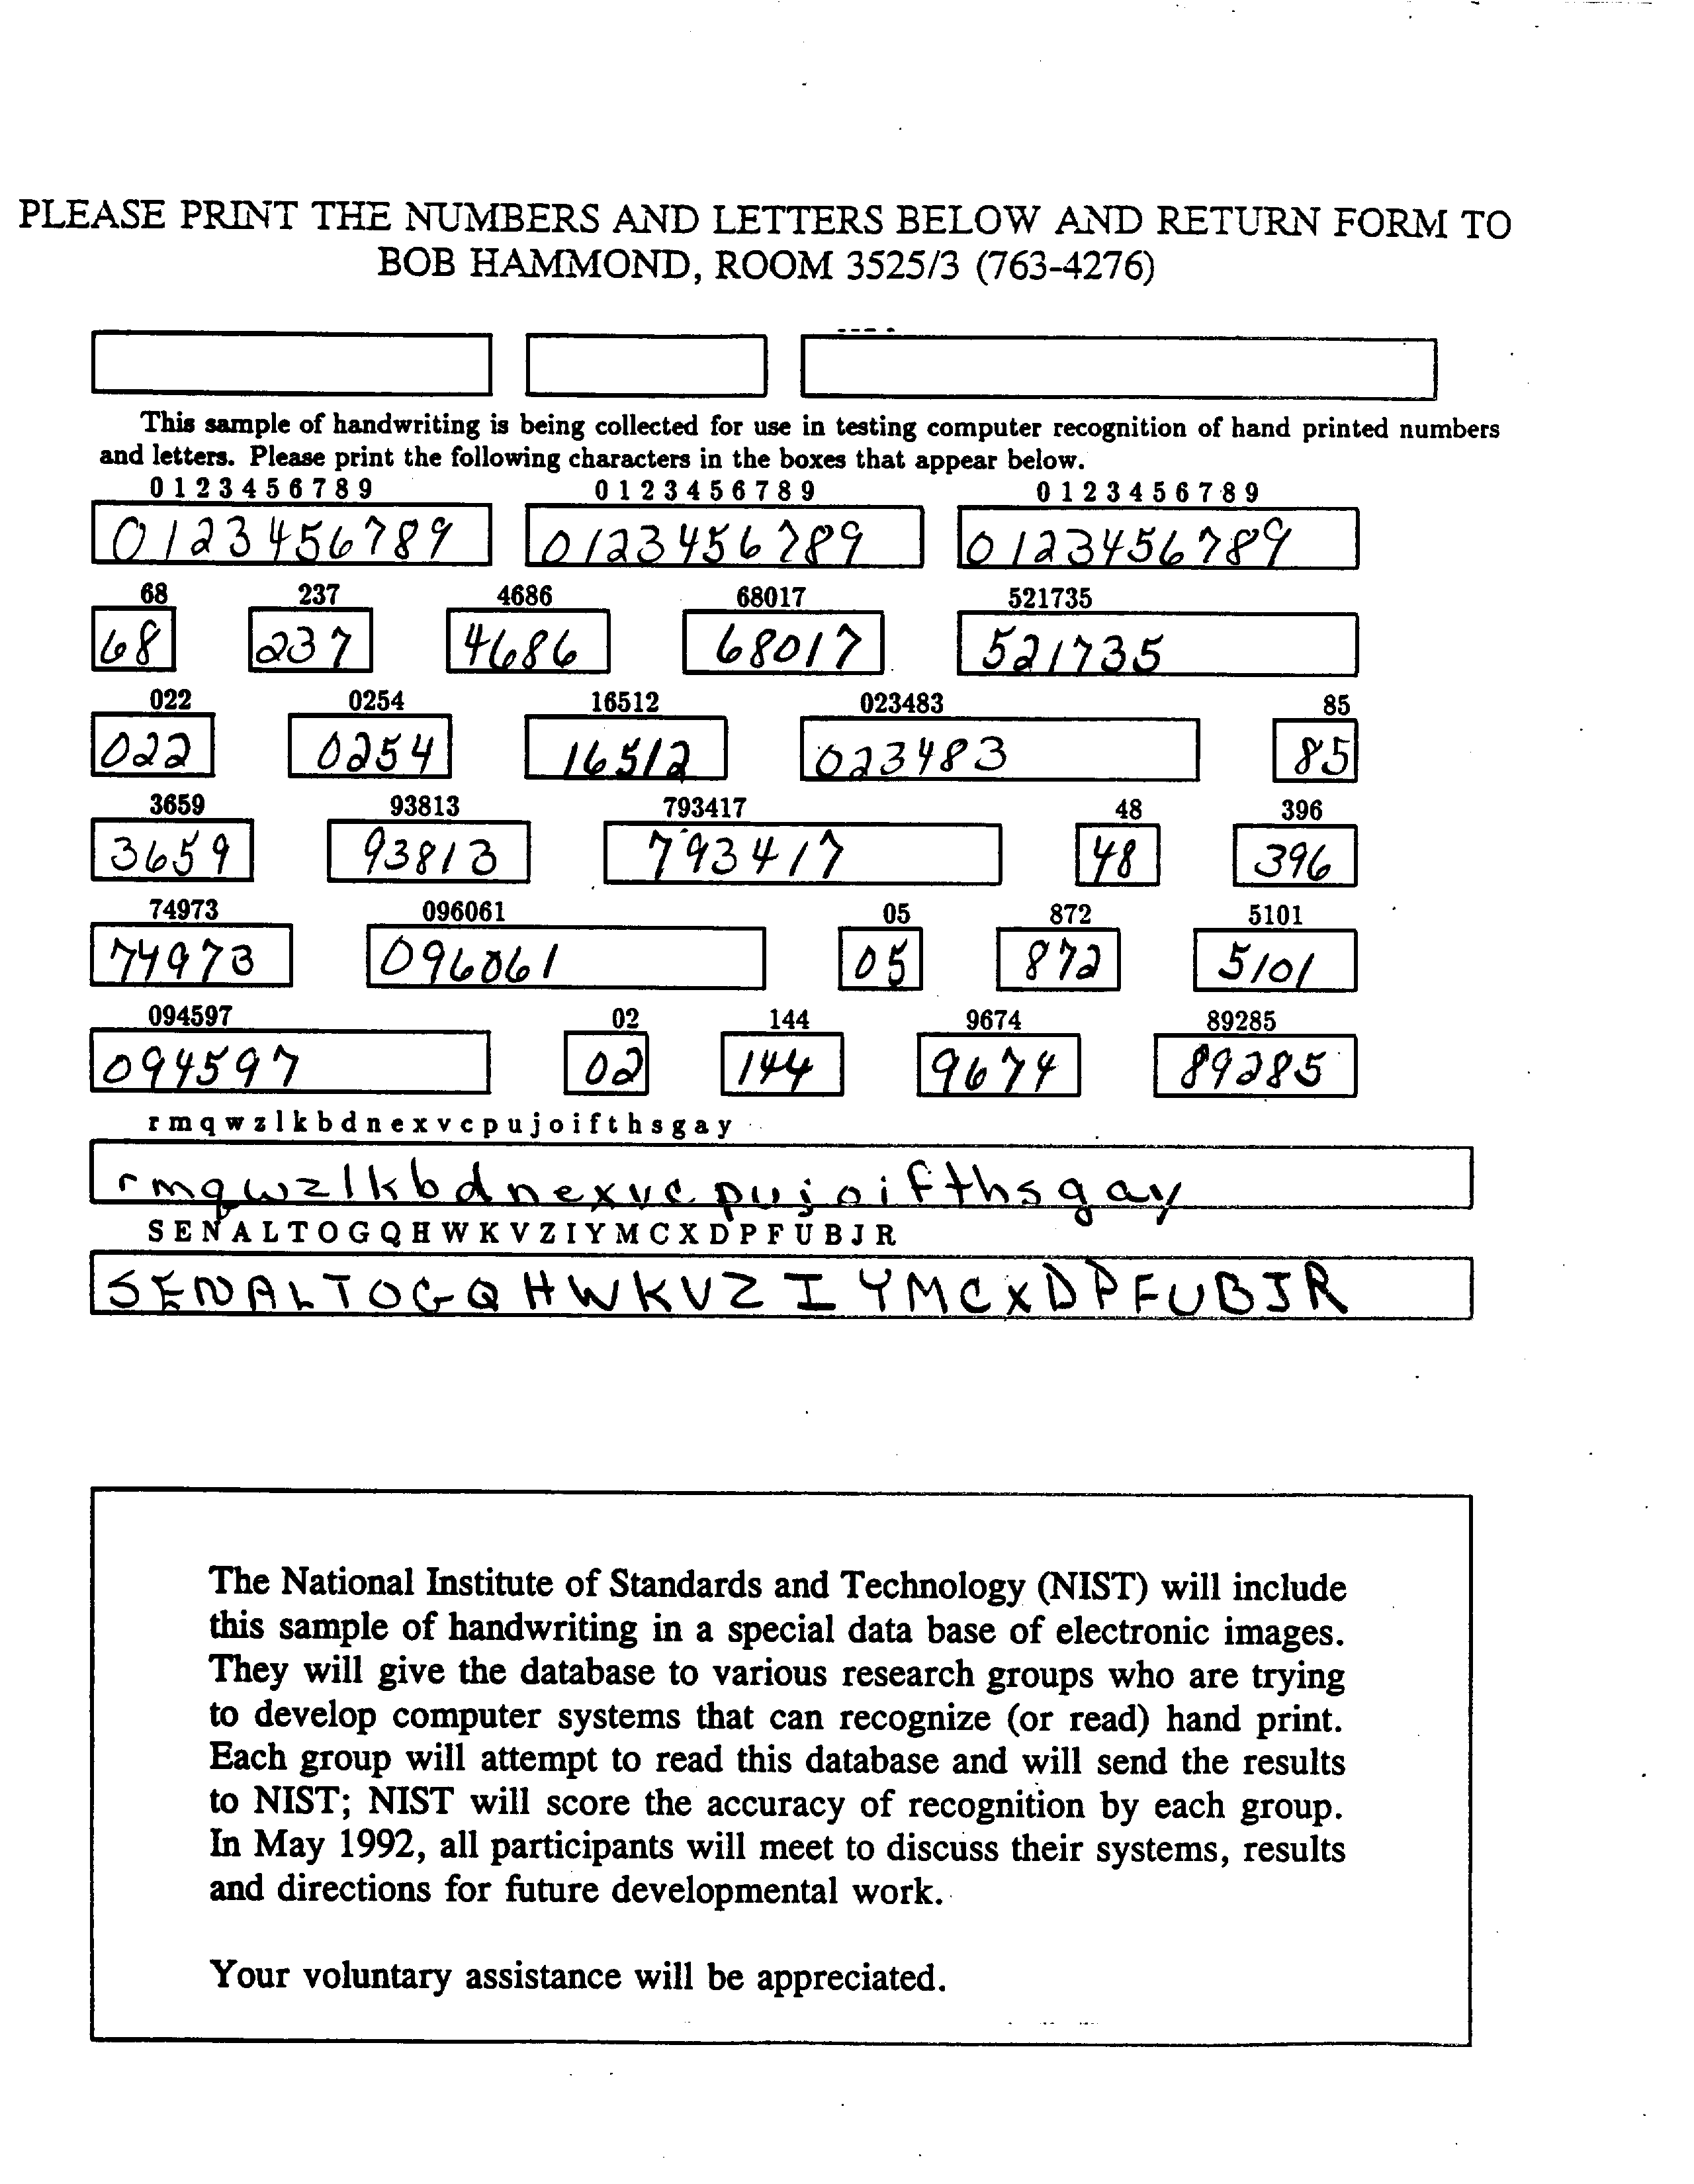 PLEASE PRINT THE NUMBERS AND LETTERS BELOW AND RETURN FORM TO
BOB HAMMOND, ROOM 3525/3 (763-4276)
This sample of handwriting is being collected for use in testing computer recognition of hand printed numbers
and letters. Please print the following characters in the boxes that appear below.
0 1 2 3 4 5 6 7 8 9 0 1 2 3 4 5 6 7 8 9 0 1 2 3 4 5 6 7 8 9
0123456789 0123456789 0123456789
68 237 4686 68017 521735
68 237 4686 68017 521735
022 0254 16512 023483 85
022 0254 16512 023483 85
3659 93813 793417 48 396
3659 93813 793417 48 396
74973 096061 05 872 5101
74973 096061 05 872 5101
094597 02 144 9674 89285
094597 02 144 9674 89285
r m q w z l k b d n e x v c p u j o i f t h s g a y
rmqwzlkbdnexvcpujoifthsgay
S E N A L T O G Q H W K V Z I Y M C X D P F U B J R
SENALTOGQHWKVZIYMCXDPFUBJR
The National Institute of Standards and Technology (NIST) will include
this sample of handwriting in a special data base of electronic images.
They will give the database to various research groups who are trying
to develop computer systems that can recognize (or read) hand print.
Each group will attempt to read this database and will send the results
to NIST; NIST will score the accuracy of recognition by each group.
In May 1992, all participants will meet to discuss their systems, results
and directions for future developmental work.
Your voluntary assistance will be appreciated.